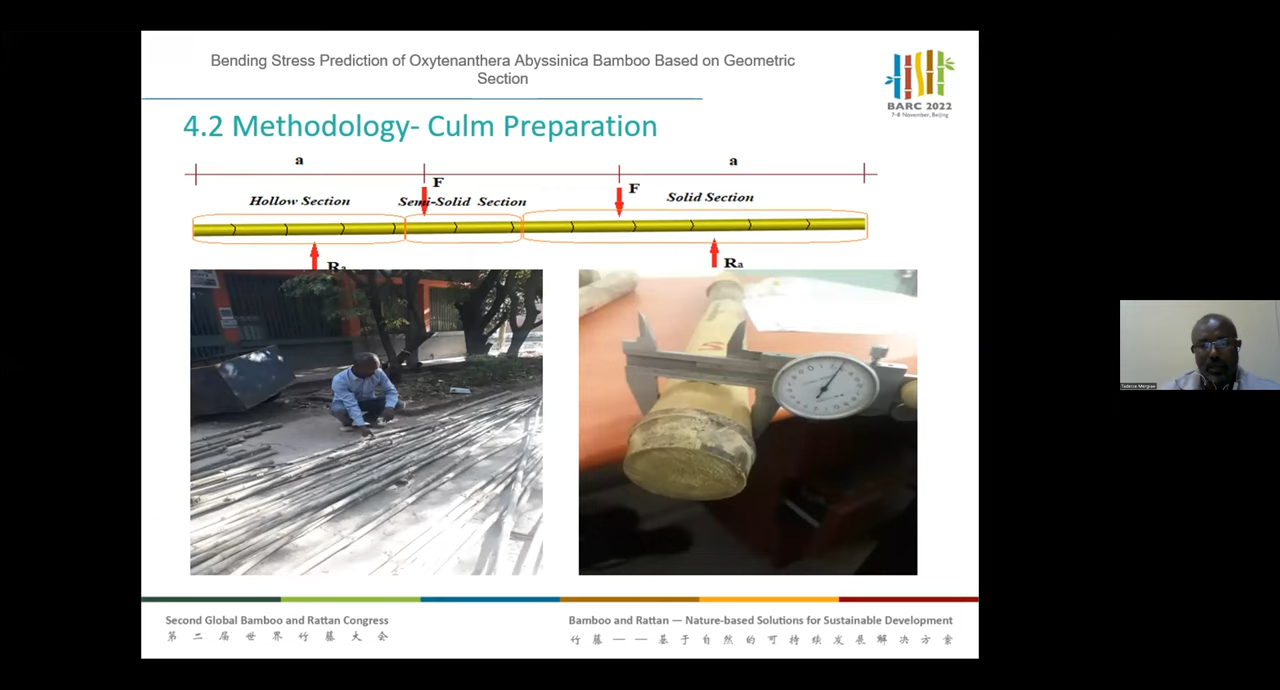 Bending Stress Prediction of Oxytenanthera Abyssinica Bamboo Based on Geometric
Section
BARC 2022
7-8 November, Beijing
4.2 Methodology- Culm Preparation
a
a
F
F
Hollow Section
Semi-Solid Section
Solid Section
Ra
Ra
S
Second Global Bamboo and Rattan Congress
第二届世界竹藤大会
Bamboo and Rattan — Nature-based Solutions for Sustainable Development
竹藤——基于自然的可持续发展解决方案